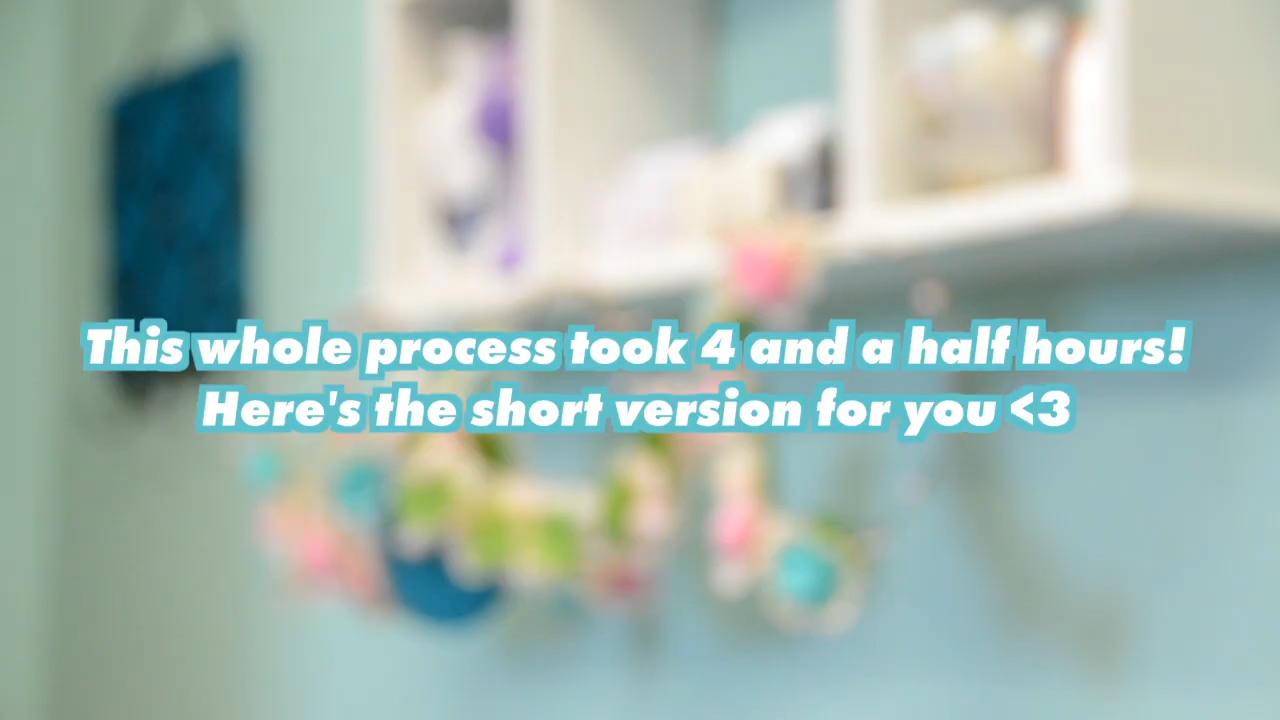 This whole process took 4 and a half hours!
Here's the short version for you <3